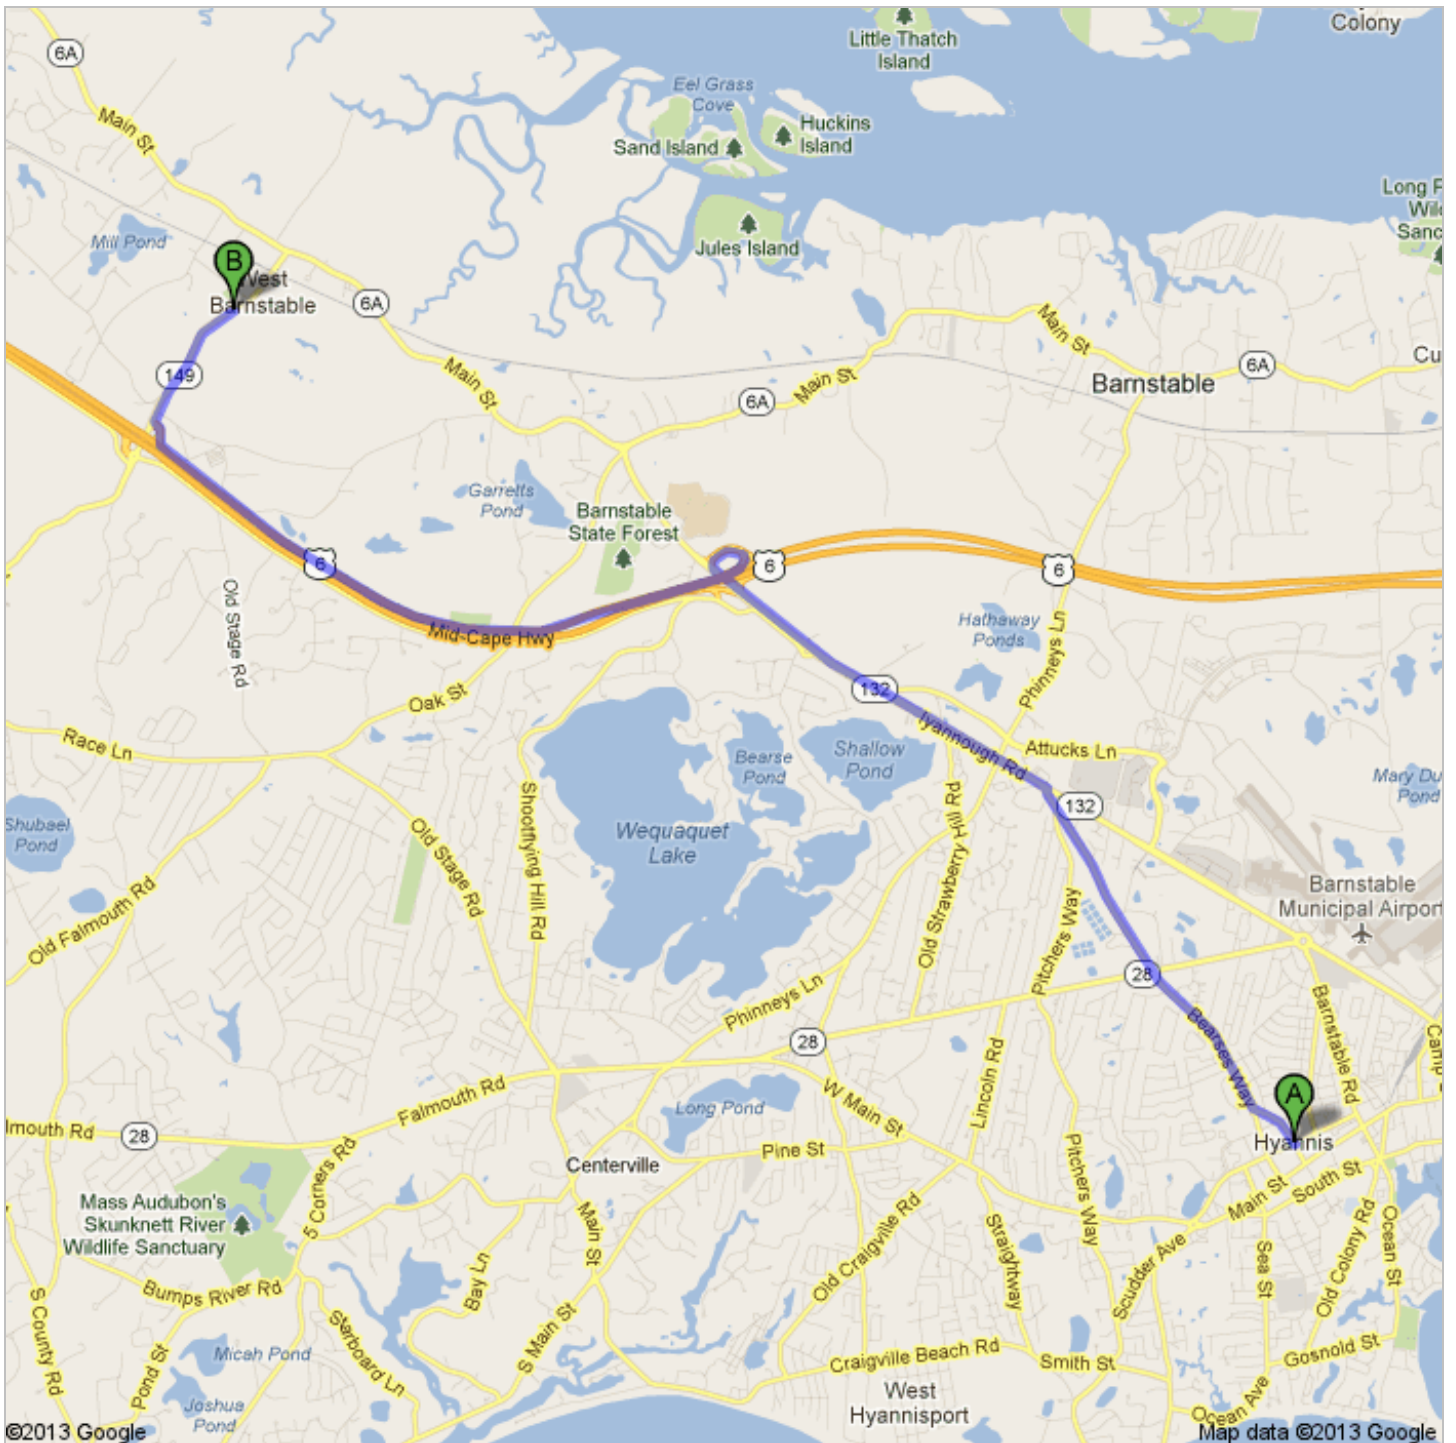 Colony
Little Thatch
Island
6A
Eel Grass
Cove
Main St
Huckins
Island
Sand Island
Long
Jules Island
Mill Pond
B
West
Barnstable
6A
Main St
149
Main St
6A
Main St
6A
Barnstable
Cu
Garretts
Pond
Barnstable
State Forest
6
6
6
Old Stage Rd
Mid-Cape Hwy
Hathaway
Ponds
Phinneys Ln
Oak St
132
Iyannough Rd
Race Ln
Attucks Ln
Bearse
Pond
Shallow
Pond
Mary Du
Pond
132
Shubael
Pond
Wequaquet
Lake
Shootflying Hill Rd
Old Stage Rd
Old Strawberry Hill Rd
Pitchers Way
Barnstable
Municipal Airport
Old Falmouth Rd
28
Phinneys Ln
Bearses Way
Barnstable Rd
Camp
28
Lincoln Rd
Falmouth Rd
W Main St
Long Pond
A
lmouth Rd
28
Hyannis
Pine St
Centerville
5 Corners Rd
Pitchers Way
Main St
South St
Mass Audubon's
Skunknett River
Wildlife Sanctuary
Main St
Old Craigville Rd
Straightway
Scudder Ave
Sea St
Old Colony Rd
Ocean St
Bay Ln
Bumps River Rd
S County Rd
Pond St
Starboard Ln
S Main St
Micah Pond
Craigville Beach Rd
Smith St
Gosnold St
Joshua
Pond
West
Hyannisport
Ocean Ave
©2013 Google
Map data ©2013 Google